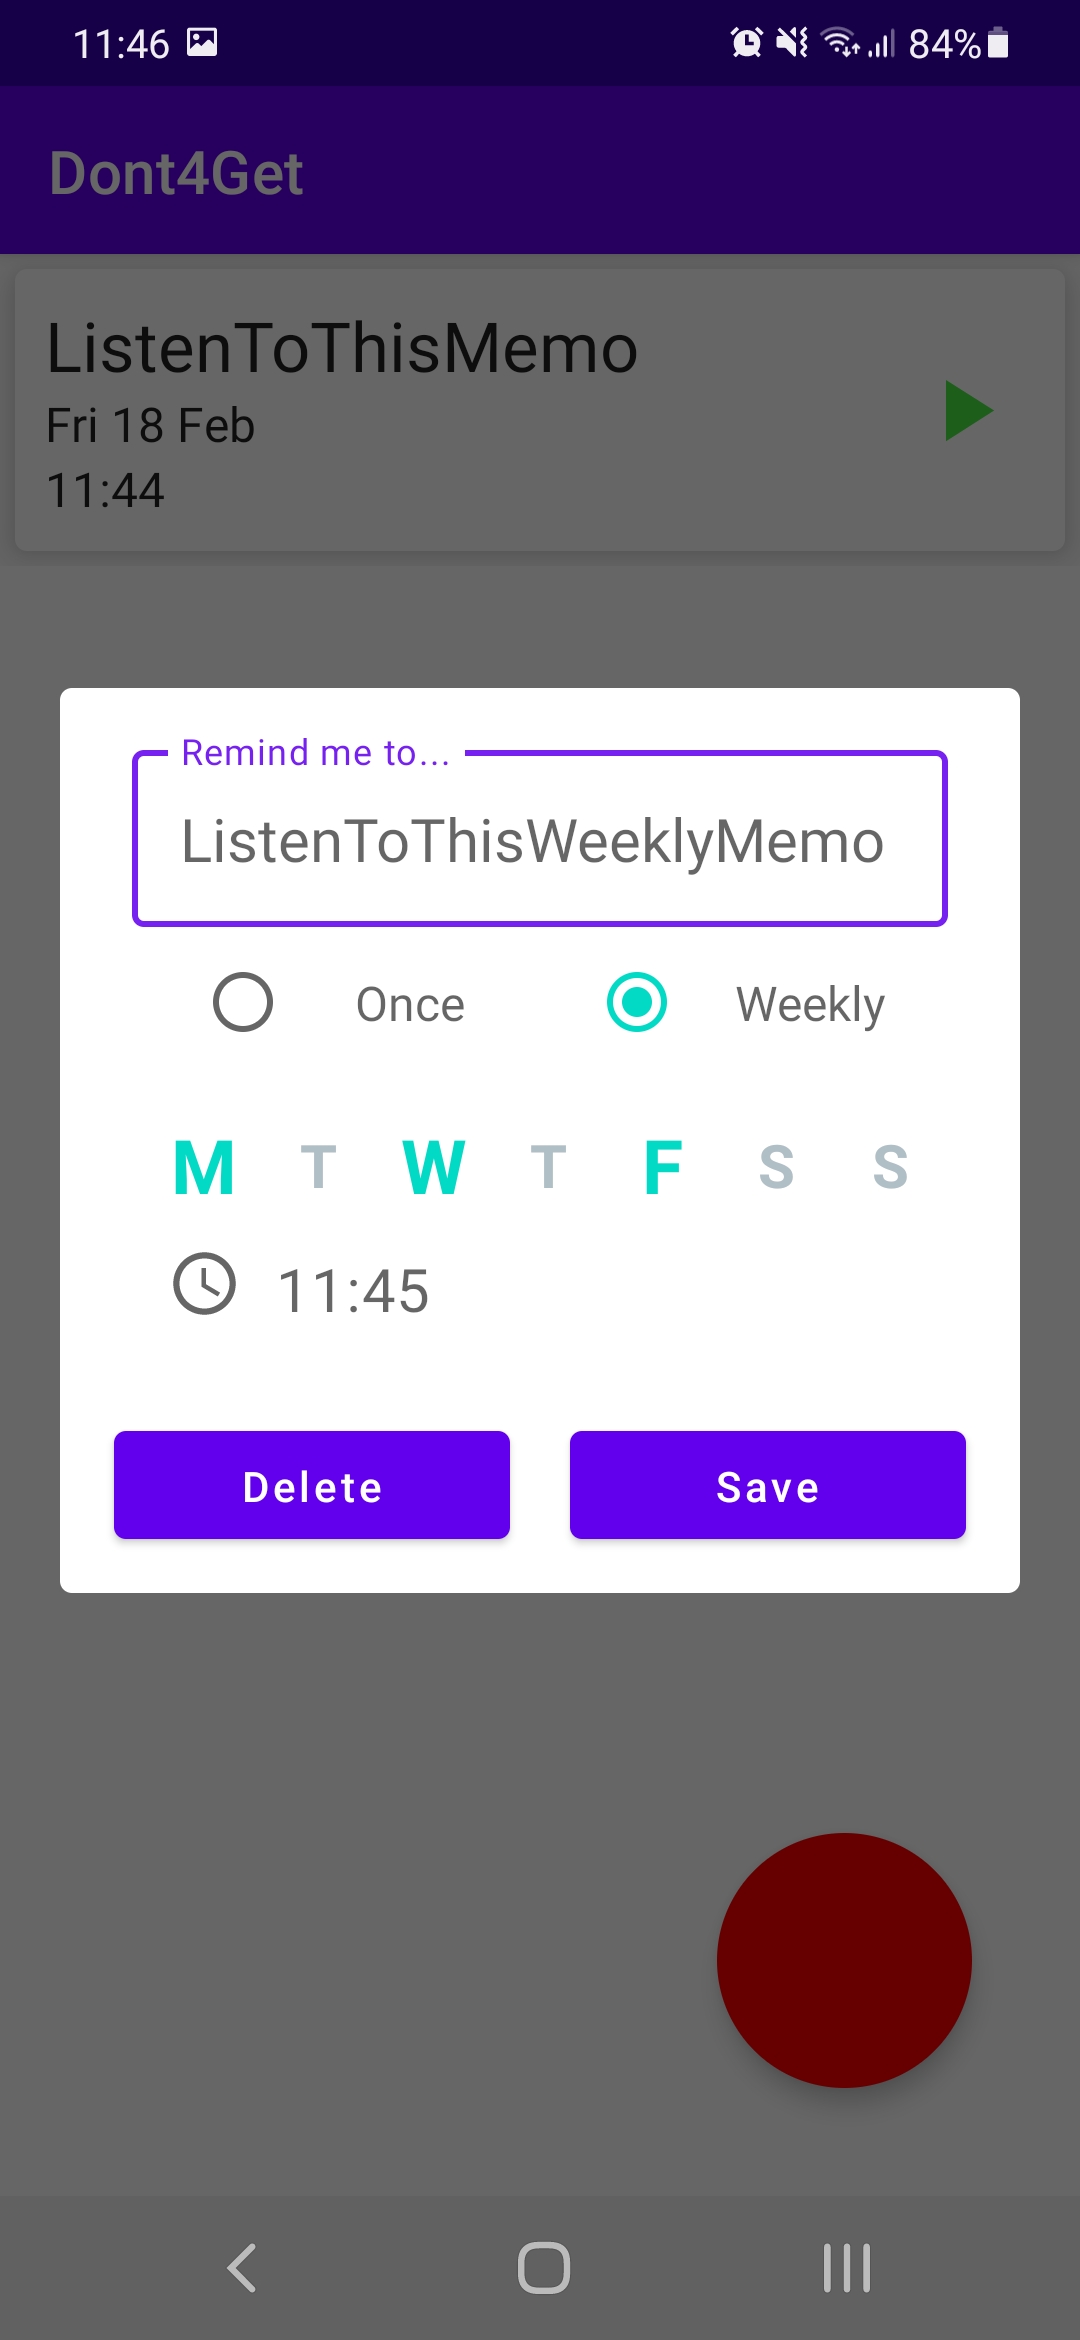 11:46 84%
Dont4Get
ListenToThisMemo
Fri 18 Feb
11:44
Remind me to...
ListenToThisWeeklyMemo
Once Weekly
M T W T F S S
11:45
Delete Save